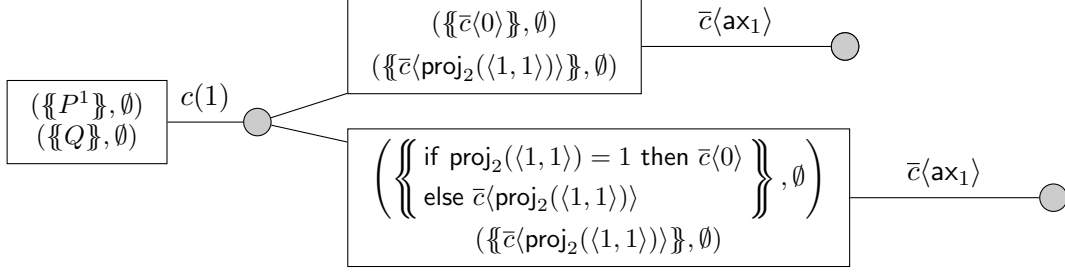 ({{P¹}}, ∅)
({{Q}}, ∅)
c(1)
({{c̅⟨0⟩}}, ∅)
({{c̅⟨proj₂(⟨1, 1⟩)⟩}}, ∅)
c̅⟨ax₁⟩
({{if proj₂(⟨1, 1⟩) = 1 then c̅⟨0⟩
else c̅⟨proj₂(⟨1, 1⟩)⟩}}, ∅)
({{c̅⟨proj₂(⟨1, 1⟩)⟩}}, ∅)
c̅⟨ax₁⟩